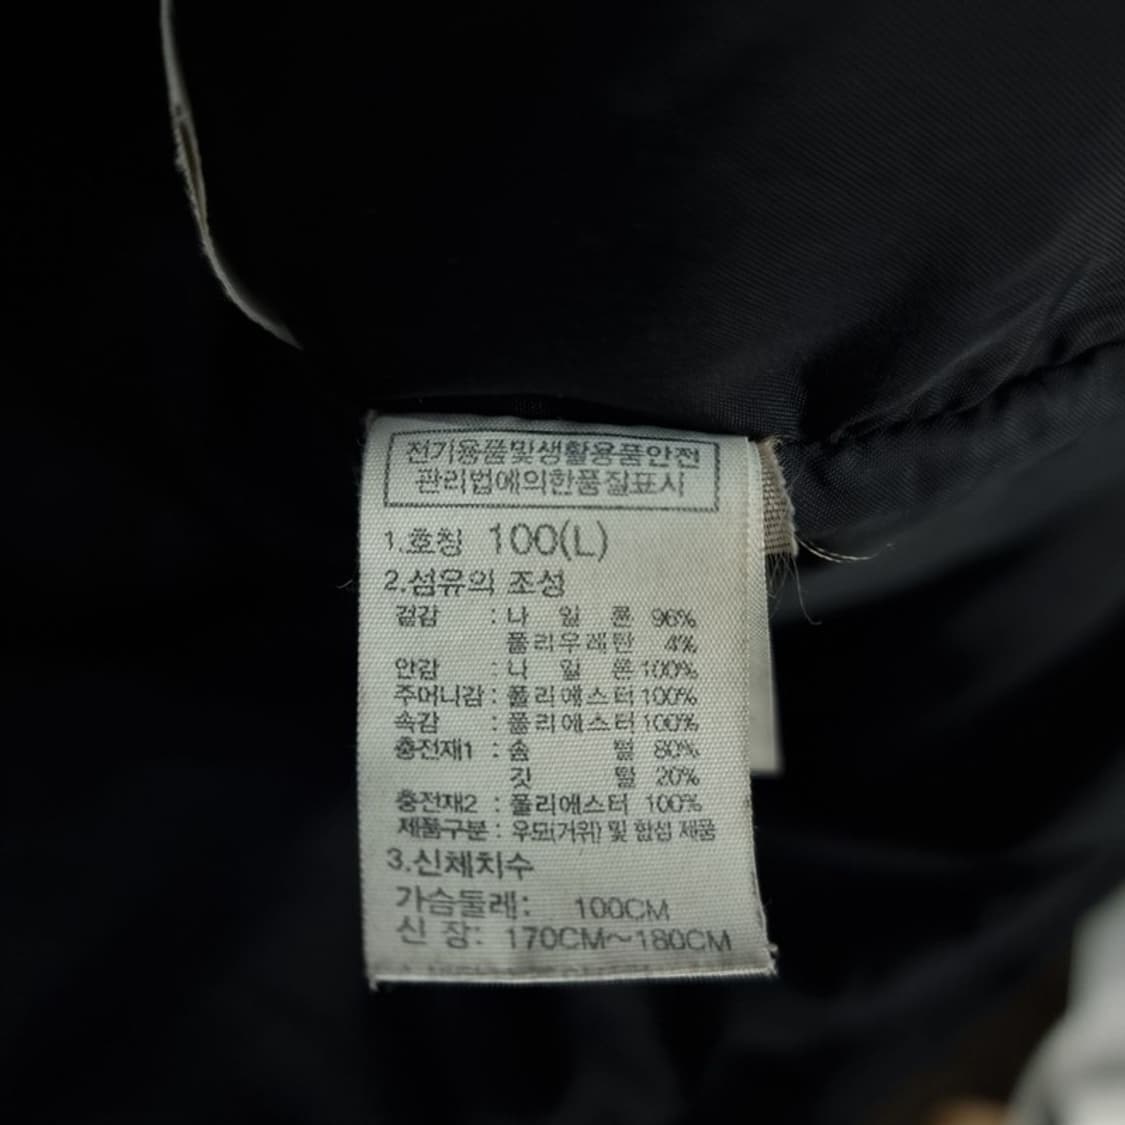 전기용품및생활용품안전
관리법에의한품질표시
1.호칭 100(L)
2.섬유의 조성
겉감 : 나 일 론 96%
폴리우레탄 4%
안감 : 나 일 론 100%
주머니감 : 폴리에스터 100%
속감 : 폴리에스터 100%
충전재1 : 솜 털 80%
깃 털 20%
충전재2 : 폴리에스터 100%
제품구분 : 우모(거위) 및 합성 제품
3.신체치수
가슴둘레: 100CM
신 장: 170CM~180CM